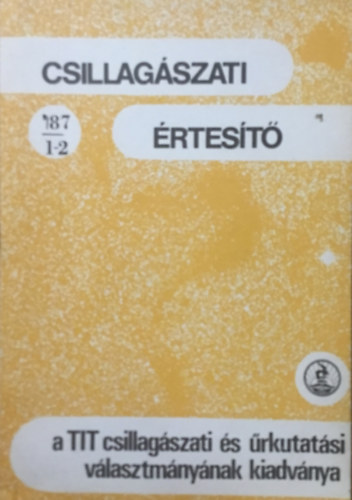 CSILLAGÁSZATI
'87
1-2
ÉRTESÍTŐ
a TIT csillagászati és űrkutatási
választmányának kiadványa